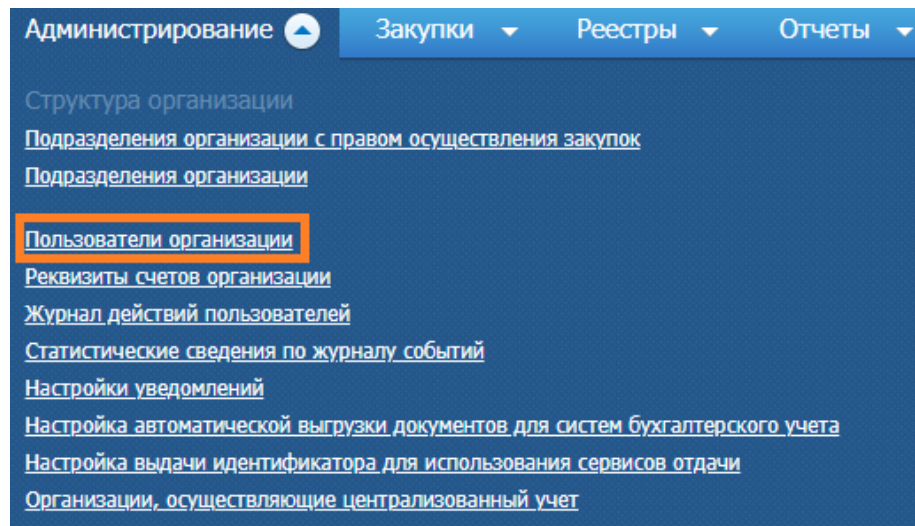 Администрирование Закупки Реестры Отчеты
Структура организации
Подразделения организации с правом осуществления закупок
Подразделения организации
Пользователи организации
Реквизиты счетов организации
Журнал действий пользователей
Статистические сведения по журналу событий
Настройки уведомлений
Настройка автоматической выгрузки документов для систем бухгалтерского учета
Настройка выдачи идентификатора для использования сервисов отдачи
Организации, осуществляющие централизованный учет